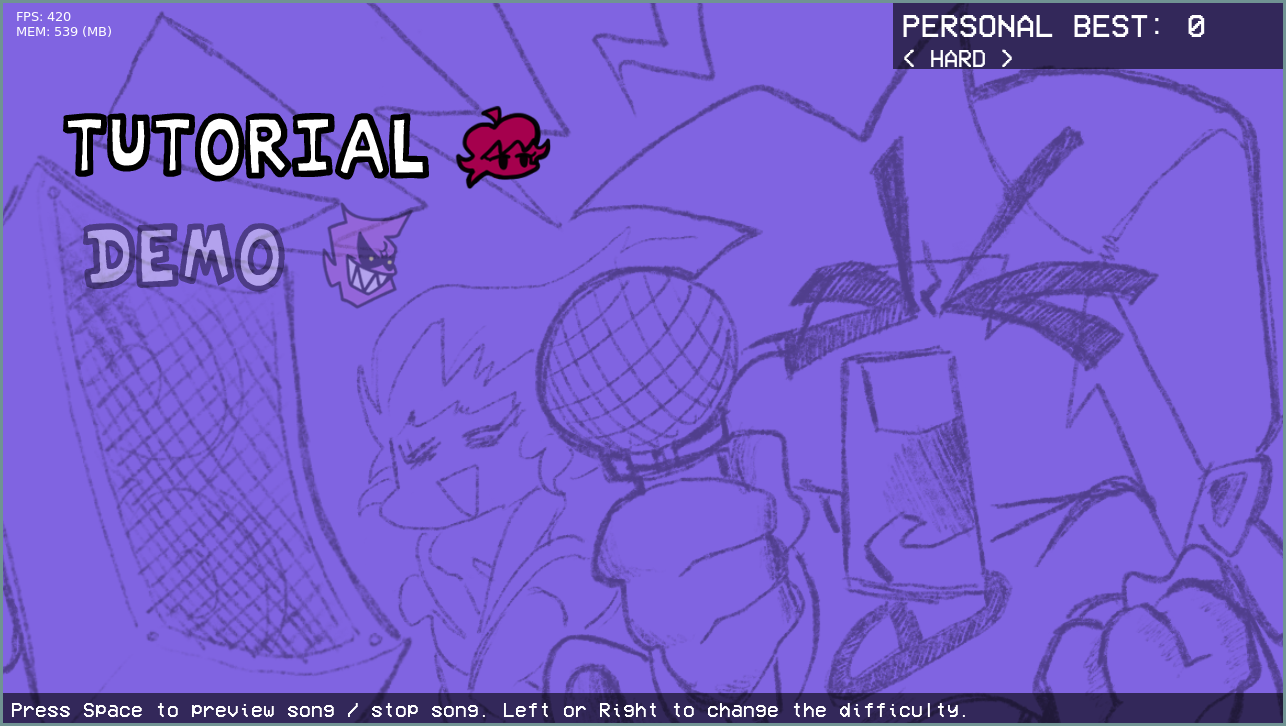 FPS: 420
MEM: 539 (MB)
PERSONAL BEST: 0
< HARD >
TUTORIAL
DEMO
Press Space to preview song / stop song. Left or Right to change the difficulty.